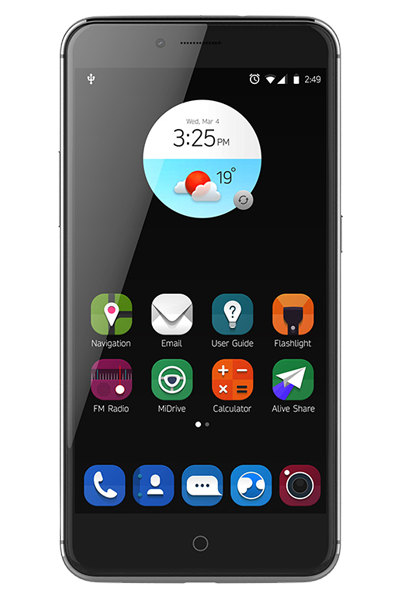 2:49
Wed, Mar 4
3:25PM
19°
Navigation Email User Guide Flashlight
FM Radio MiDrive Calculator Alive Share